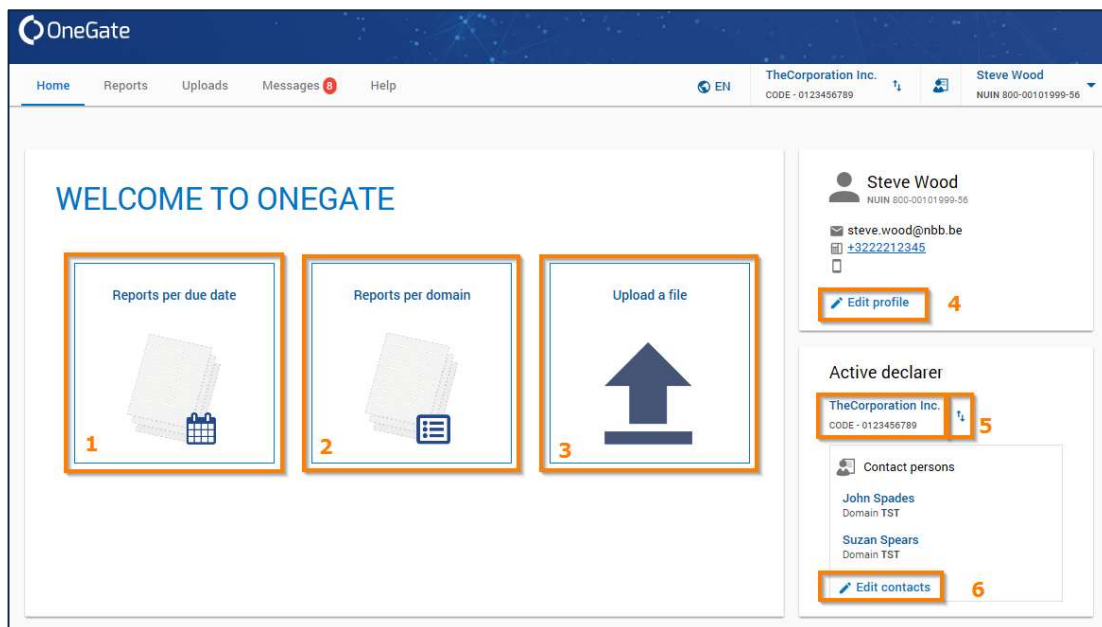 OneGate
Home Reports Uploads Messages 8 Help EN TheCorporation Inc. Steve Wood
CODE - 0123456789 NUIN 800-00101999-56
WELCOME TO ONEGATE
Reports per due date
1
Reports per domain
2
Upload a file
3
Steve Wood
NUIN 800-00101999-56
steve.wood@nbb.be
+3222212345
Edit profile 4
Active declarer
TheCorporation Inc.
CODE - 0123456789
5
Contact persons
John Spades
Domain TST
Suzan Spears
Domain TST
Edit contacts 6